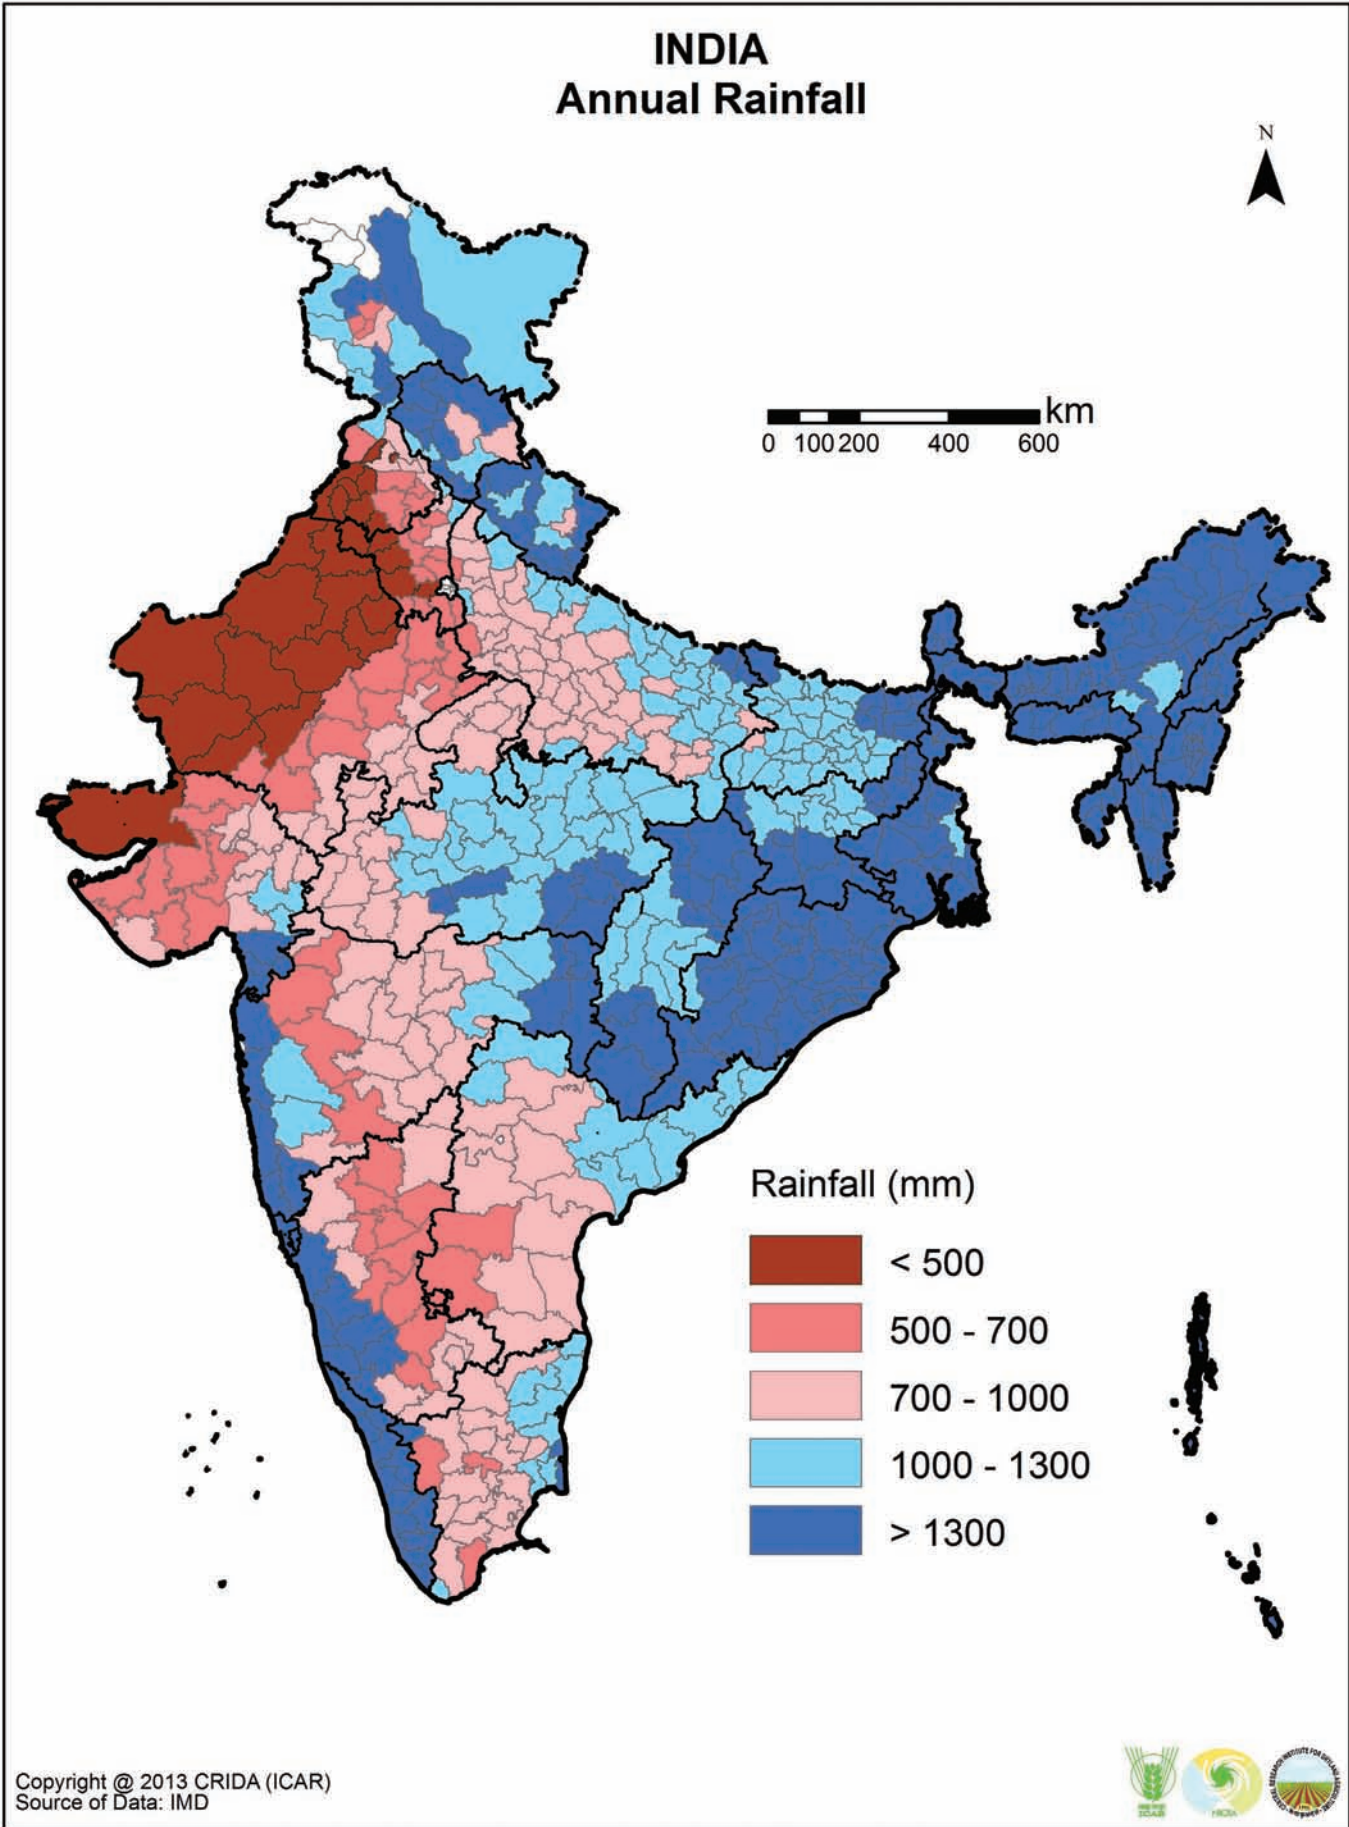 INDIA
Annual Rainfall
N
km
0 100 200 400 600
Rainfall (mm)
< 500
500 - 700
700 - 1000
1000 - 1300
> 1300
Copyright @ 2013 CRIDA (ICAR)
Source of Data: IMD